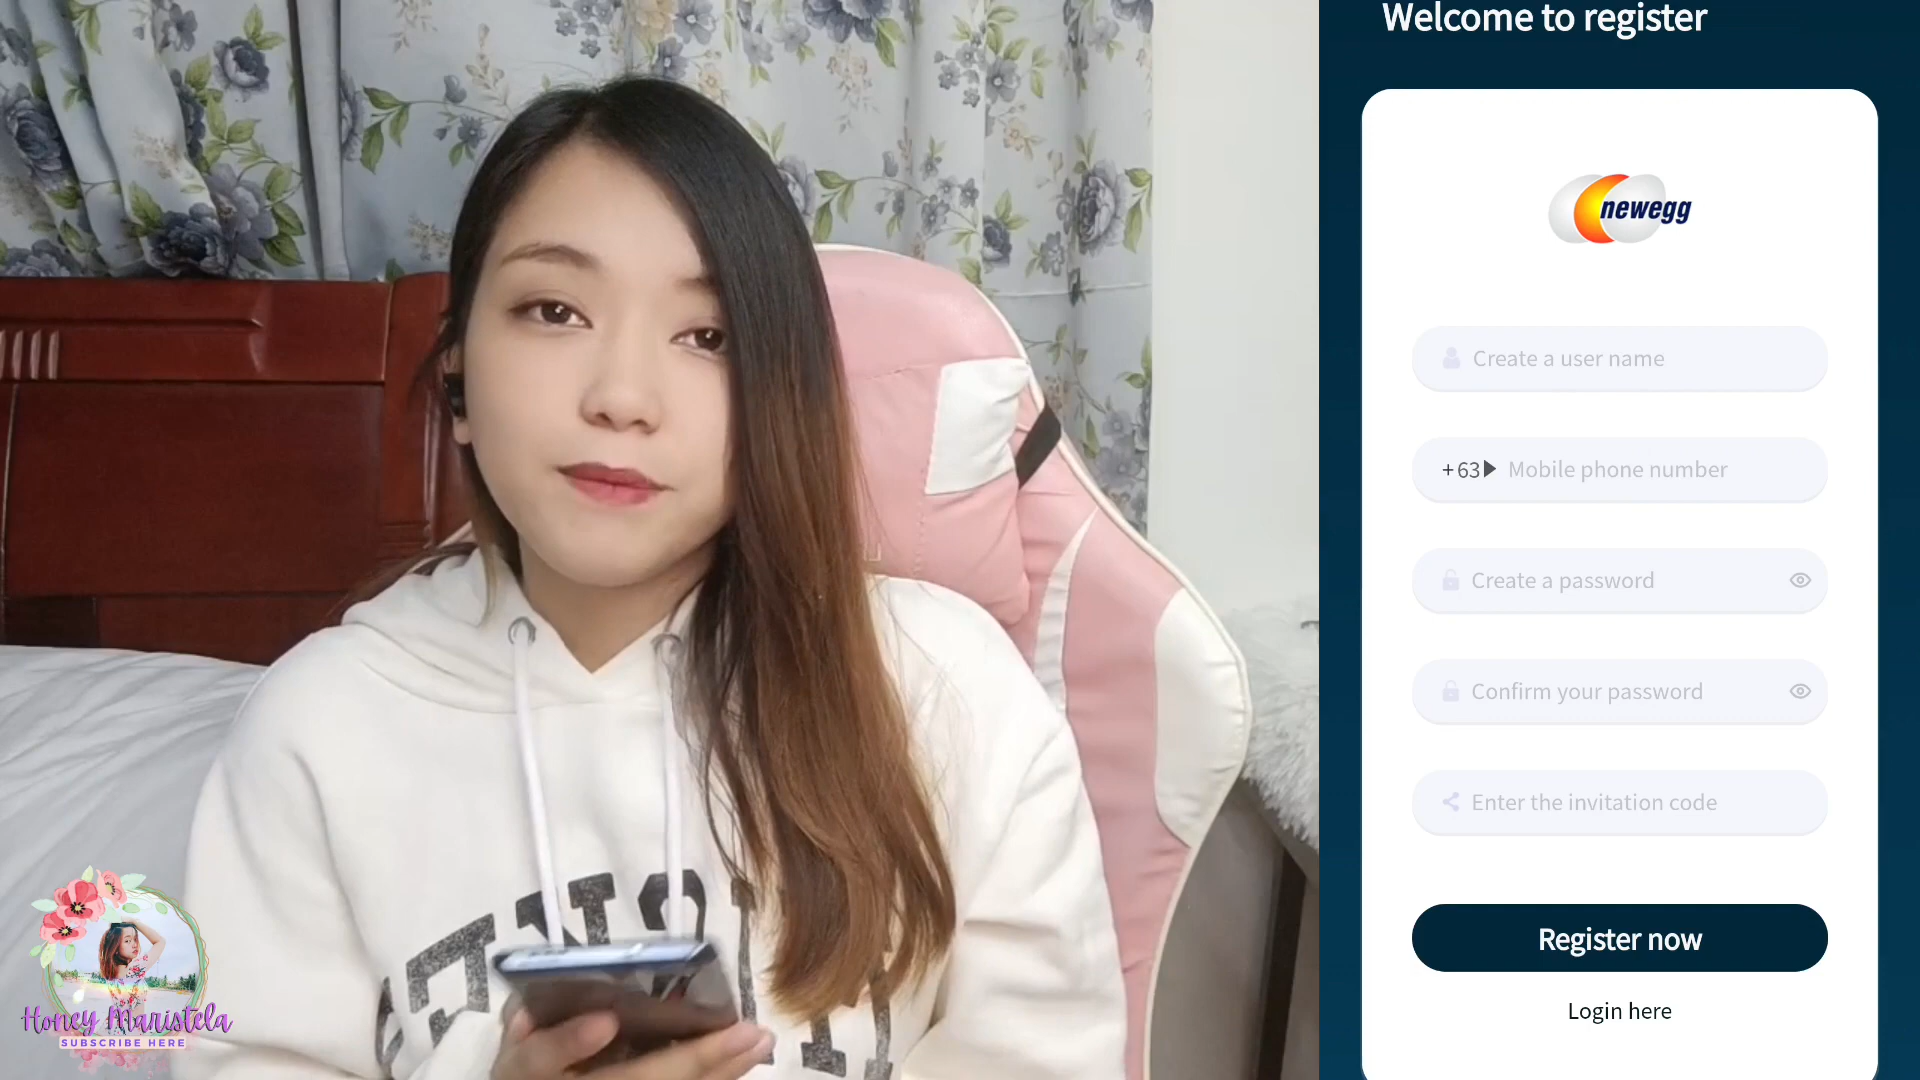 Welcome to register
newegg
Create a user name
+63 Mobile phone number
Create a password
Confirm your password
Enter the invitation code
Register now
Login here
Honey Maristela
SUBSCRIBE HERE